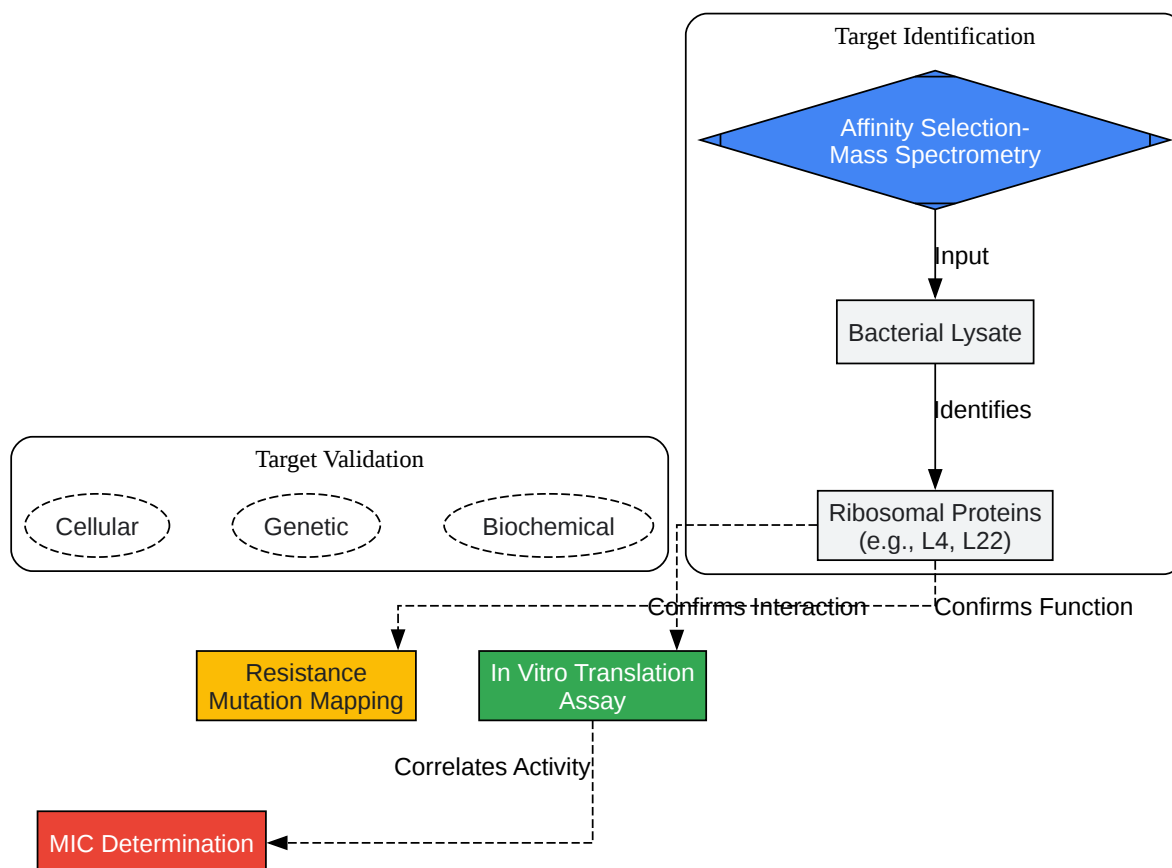 Target Identification
Affinity Selection-
Mass Spectrometry
Input
Bacterial Lysate
Identifies
Target Validation
Cellular
Genetic
Biochemical
Ribosomal Proteins
(e.g., L4, L22)
Confirms Interaction
Confirms Function
Resistance
Mutation Mapping
In Vitro Translation
Assay
Correlates Activity
MIC Determination